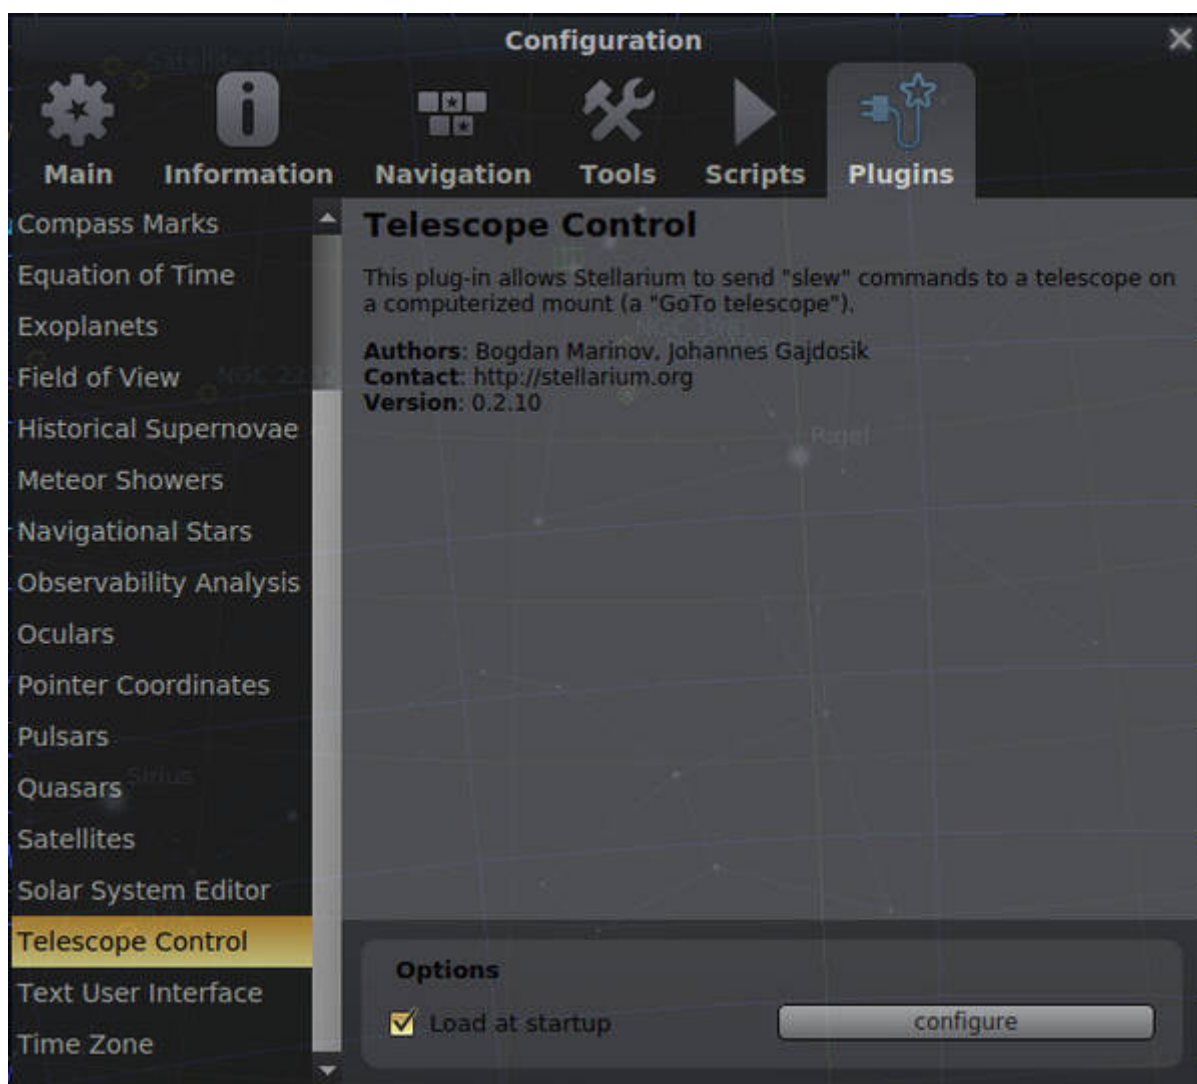 Configuration
Main
Information
Navigation
Tools
Scripts
Plugins
Compass Marks
Equation of Time
Exoplanets
Field of View
Historical Supernovae
Meteor Showers
Navigational Stars
Observability Analysis
Oculars
Pointer Coordinates
Pulsars
Quasars
Satellites
Solar System Editor
Telescope Control
Text User Interface
Time Zone
Telescope Control
This plug-in allows Stellarium to send "slew" commands to a telescope on
a computerized mount (a "GoTo telescope").
Authors: Bogdan Marinov, Johannes Gajdosik
Contact: http://stellarium.org
Version: 0.2.10
Rigel
Sirius
Options
Load at startup
configure